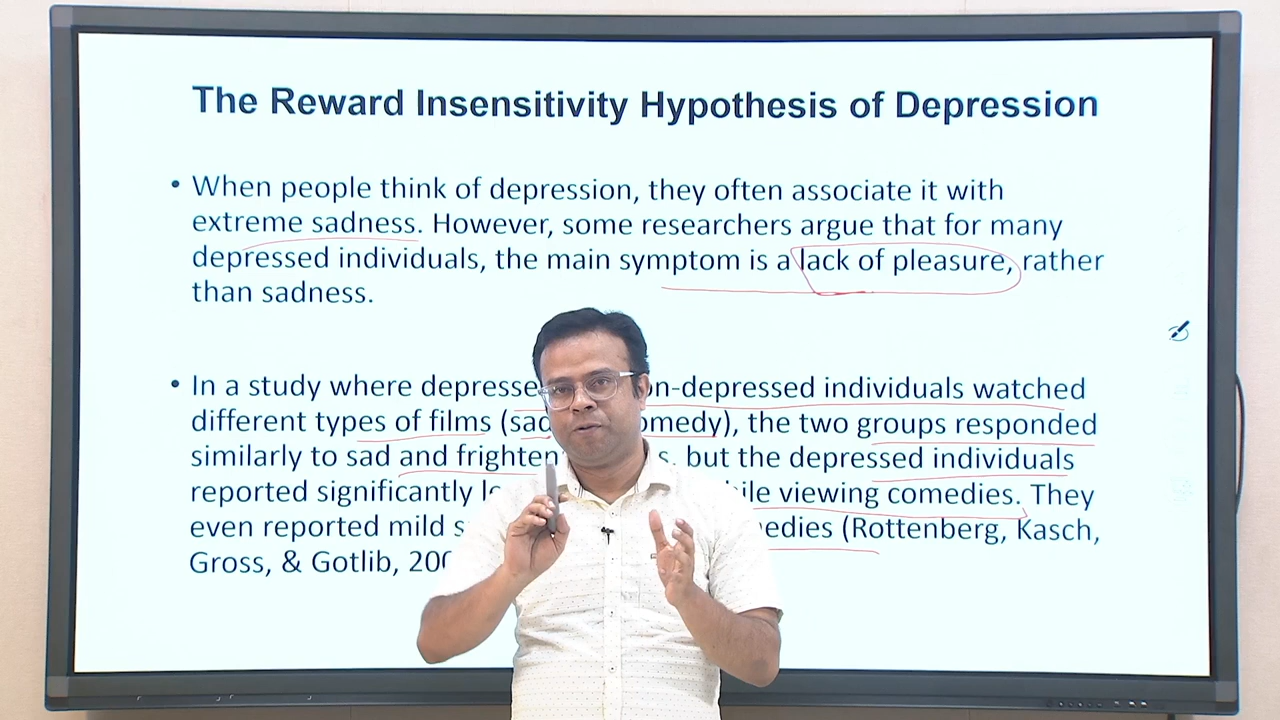 The Reward Insensitivity Hypothesis of Depression
• When people think of depression, they often associate it with
extreme sadness. However, some researchers argue that for many
depressed individuals, the main symptom is a lack of pleasure, rather
than sadness.
• In a study where depresse on-depressed individuals watched
different types of films (sad omedy), the two groups responded
similarly to sad and frighten s, but the depressed individuals
reported significantly le ile viewing comedies. They
even reported mild s medies (Rottenberg, Kasch,
Gross, & Gotlib, 200